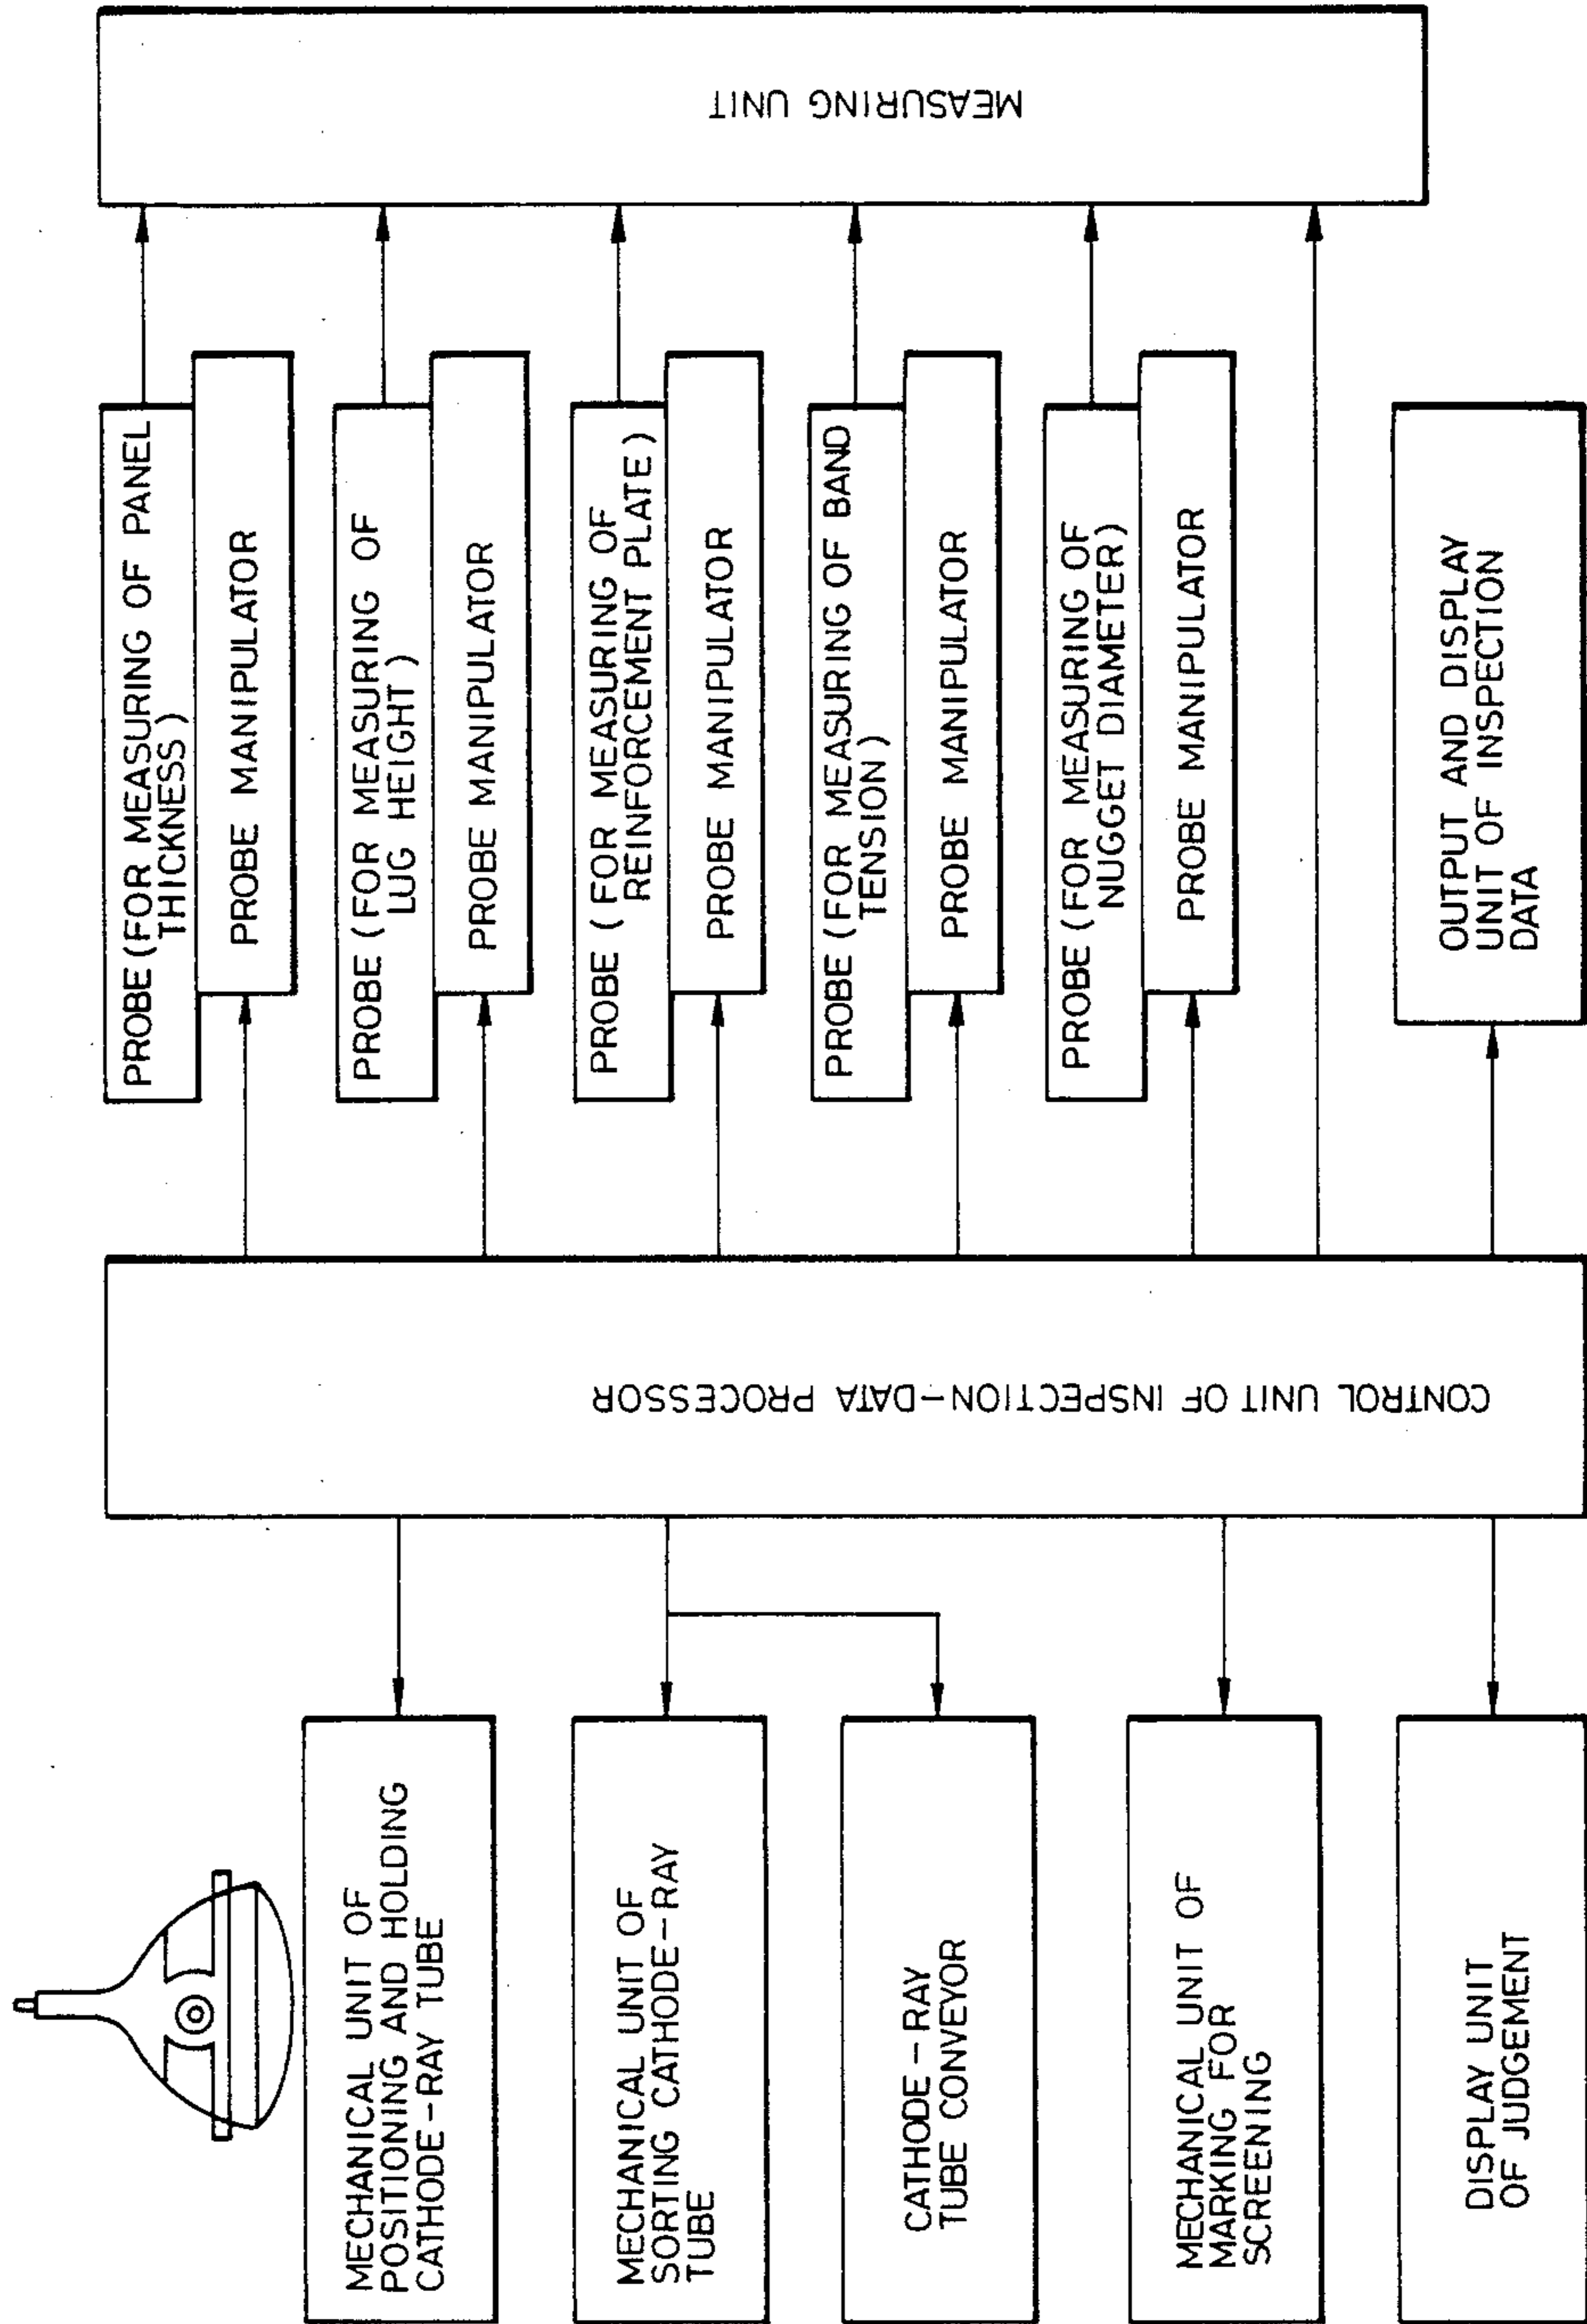 MECHANICAL UNIT OF
POSITIONING AND HOLDING
CATHODE-RAY TUBE
MECHANICAL UNIT OF
SORTING CATHODE-RAY
TUBE
CATHODE-RAY
TUBE CONVEYOR
MECHANICAL UNIT OF
MARKING FOR
SCREENING
DISPLAY UNIT
OF JUDGEMENT
CONTROL UNIT OF INSPECTION-DATA PROCESSOR
PROBE (FOR MEASURING OF PANEL
THICKNESS)
PROBE MANIPULATOR
PROBE (FOR MEASURING OF
LUG HEIGHT)
PROBE MANIPULATOR
PROBE (FOR MEASURING OF
REINFORCEMENT PLATE)
PROBE MANIPULATOR
PROBE (FOR MEASURING OF BAND
TENSION)
PROBE MANIPULATOR
PROBE (FOR MEASURING OF
NUGGET DIAMETER)
PROBE MANIPULATOR
OUTPUT AND DISPLAY
UNIT OF INSPECTION
DATA
MEASURING UNIT